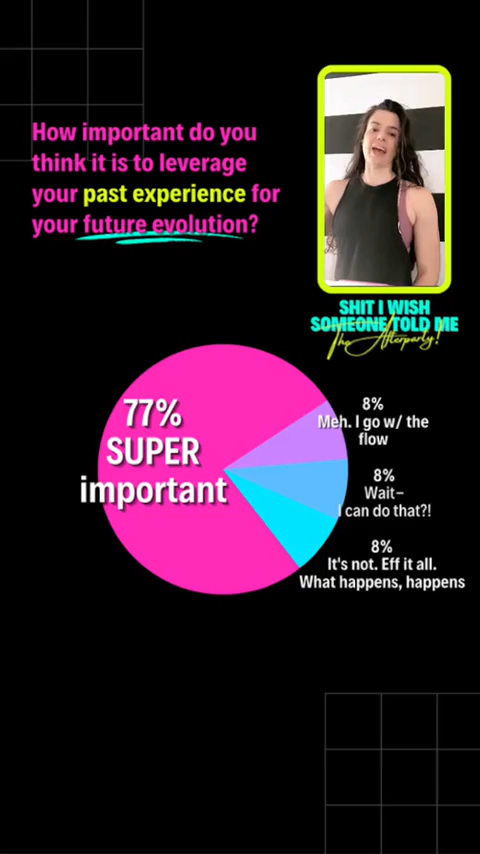 How important do you
think it is to leverage
your past experience for
your future evolution?
SHIT I WISH
SOMEONE TOLD ME
The Afterparty!
77%
SUPER
important
8%
Meh. I go w/ the
flow
8%
Wait–
I can do that?!
8%
It's not. Eff it all.
What happens, happens